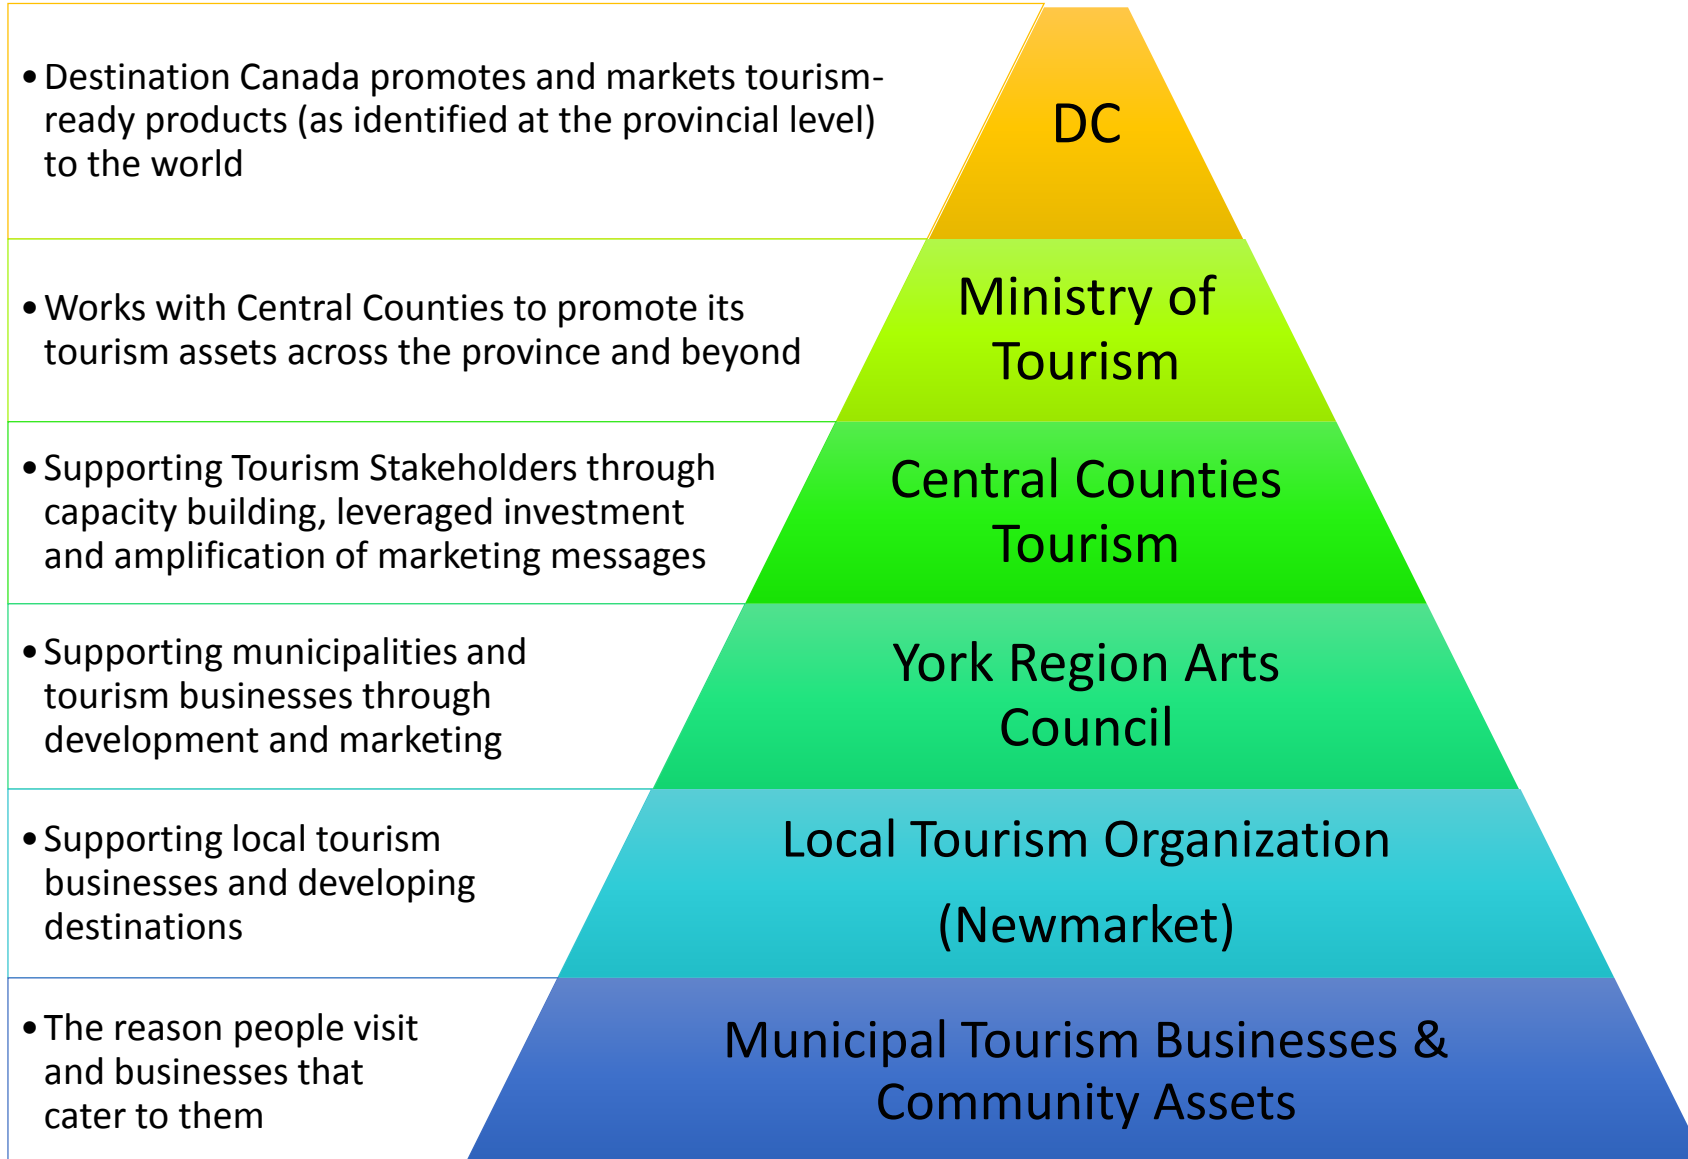 • Destination Canada promotes and markets tourism-
ready products (as identified at the provincial level)
to the world
DC
• Works with Central Counties to promote its
tourism assets across the province and beyond
Ministry of
Tourism
• Supporting Tourism Stakeholders through
capacity building, leveraged investment
and amplification of marketing messages
Central Counties
Tourism
• Supporting municipalities and
tourism businesses through
development and marketing
York Region Arts
Council
• Supporting local tourism
businesses and developing
destinations
Local Tourism Organization
(Newmarket)
• The reason people visit
and businesses that
cater to them
Municipal Tourism Businesses &
Community Assets